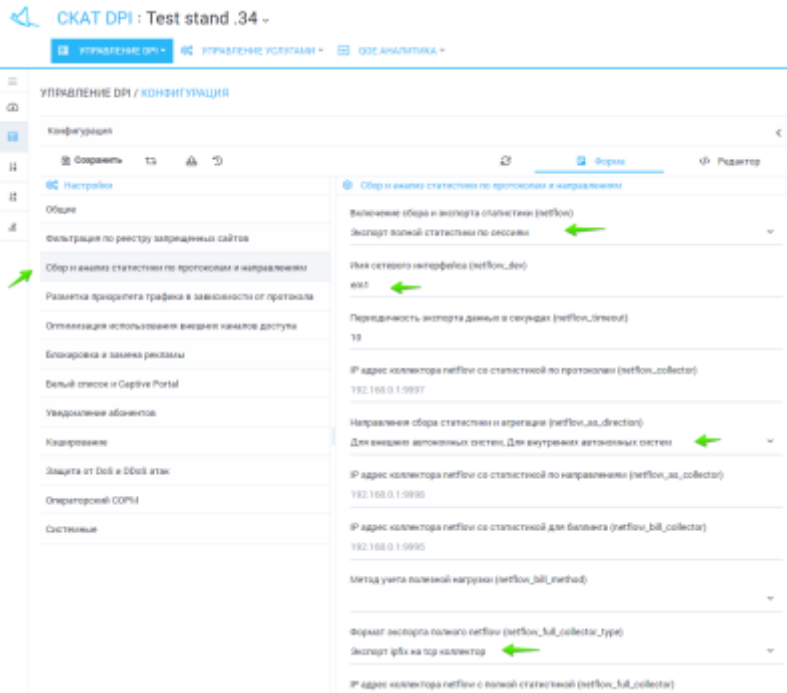 СКАТ DPI : Test stand .34
УПРАВЛЕНИЕ DPI
УПРАВЛЕНИЕ УСЛУГАМИ
QOE АНАЛИТИКА
УПРАВЛЕНИЕ DPI / КОНФИГУРАЦИЯ
Конфигурация
Сохранить
Форма
Редактор
Настройки
Общие
Фильтрация по реестру запрещенных сайтов
Сбор и анализ статистики по протоколам и направлениям
Разметка приоритета трафика в зависимости от протокола
Оптимизация использования внешних каналов доступа
Блокировка и замена рекламы
Белый список и Captive Portal
Уведомление абонентов
Кэширование
Защита от DoS и DDoS атак
Операторский СОРМ
Системные
Сбор и анализ статистики по протоколам и направлениям
Включение сбора и экспорта статистики (netflow)
Экспорт полной статистики по сессиям
Имя сетевого интерфейса (netflow_dev)
em1
Периодичность экспорта данных в секундах (netflow_timeout)
10
IP адрес коллектора netflow со статистикой по протоколам (netflow_collector)
192.168.0.1:9997
Направления сбора статистики и агрегации (netflow_as_direction)
Для внешних автономных систем, Для внутренних автономных систем
IP адрес коллектора netflow со статистикой по направлениям (netflow_as_collector)
192.168.0.1:9998
IP адрес коллектора netflow со статистикой для биллинга (netflow_bill_collector)
192.168.0.1:9995
Метод учета полезной нагрузки (netflow_bill_method)
Формат экспорта полного netflow (netflow_full_collector_type)
Экспорт ipfix на tcp коллектор
IP адрес коллектора netflow с полной статистикой (netflow_full_collector)